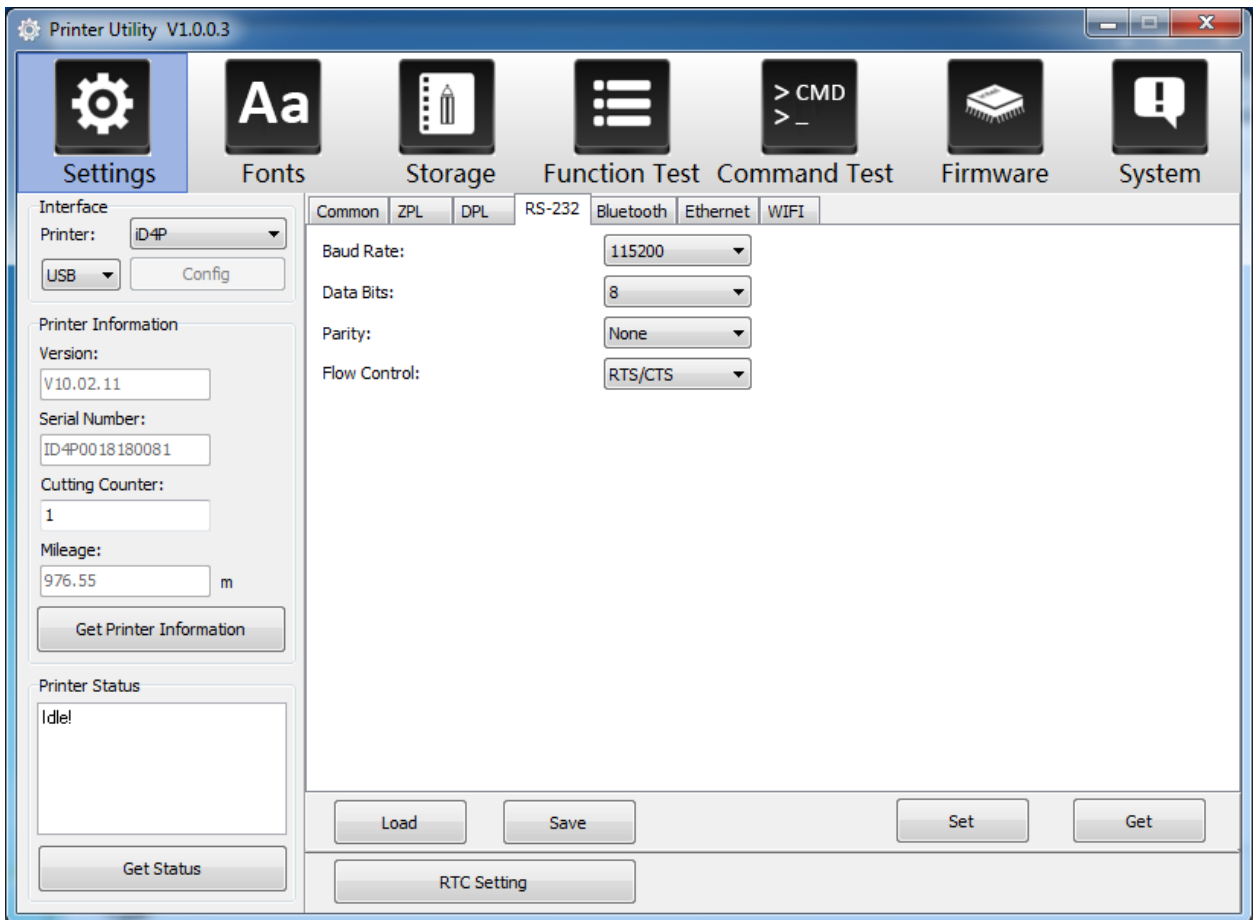 Printer Utility V1.0.0.3
Aa
> CMD
> _
Settings
Fonts
Storage
Function Test
Command Test
Firmware
System
Interface
Printer:
iD4P
USB
Config
Printer Information
Version:
V10.02.11
Serial Number:
ID4P0018180081
Cutting Counter:
1
Mileage:
976.55
m
Get Printer Information
Printer Status
Idle!
Get Status
Common
ZPL
DPL
RS-232
Bluetooth
Ethernet
WIFI
Baud Rate:
115200
Data Bits:
8
Parity:
None
Flow Control:
RTS/CTS
Load
Save
Set
Get
RTC Setting